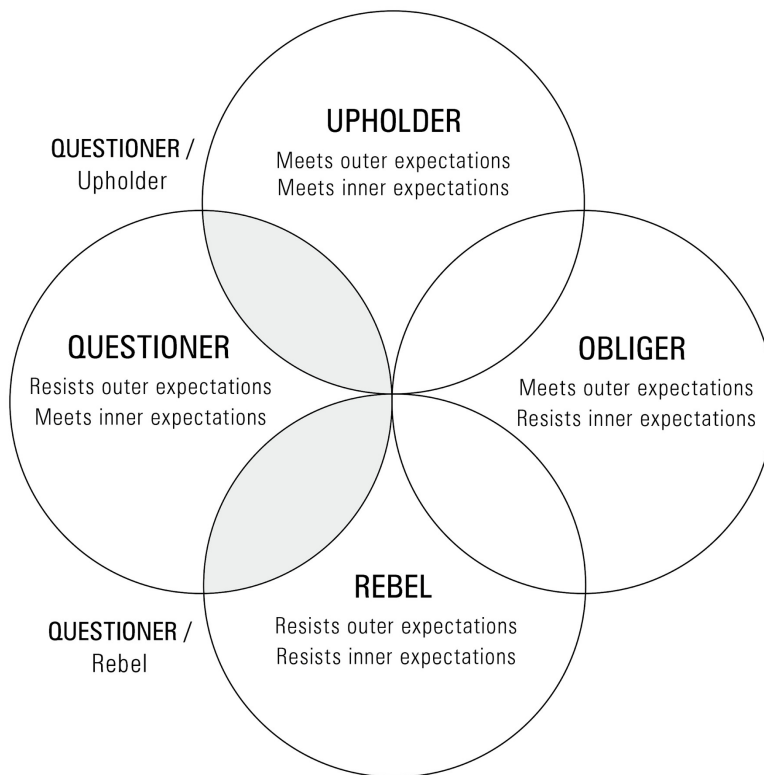 UPHOLDER
Meets outer expectations
Meets inner expectations
QUESTIONER /
Upholder
QUESTIONER
Resists outer expectations
Meets inner expectations
OBLIGER
Meets outer expectations
Resists inner expectations
REBEL
Resists outer expectations
Resists inner expectations
QUESTIONER /
Rebel